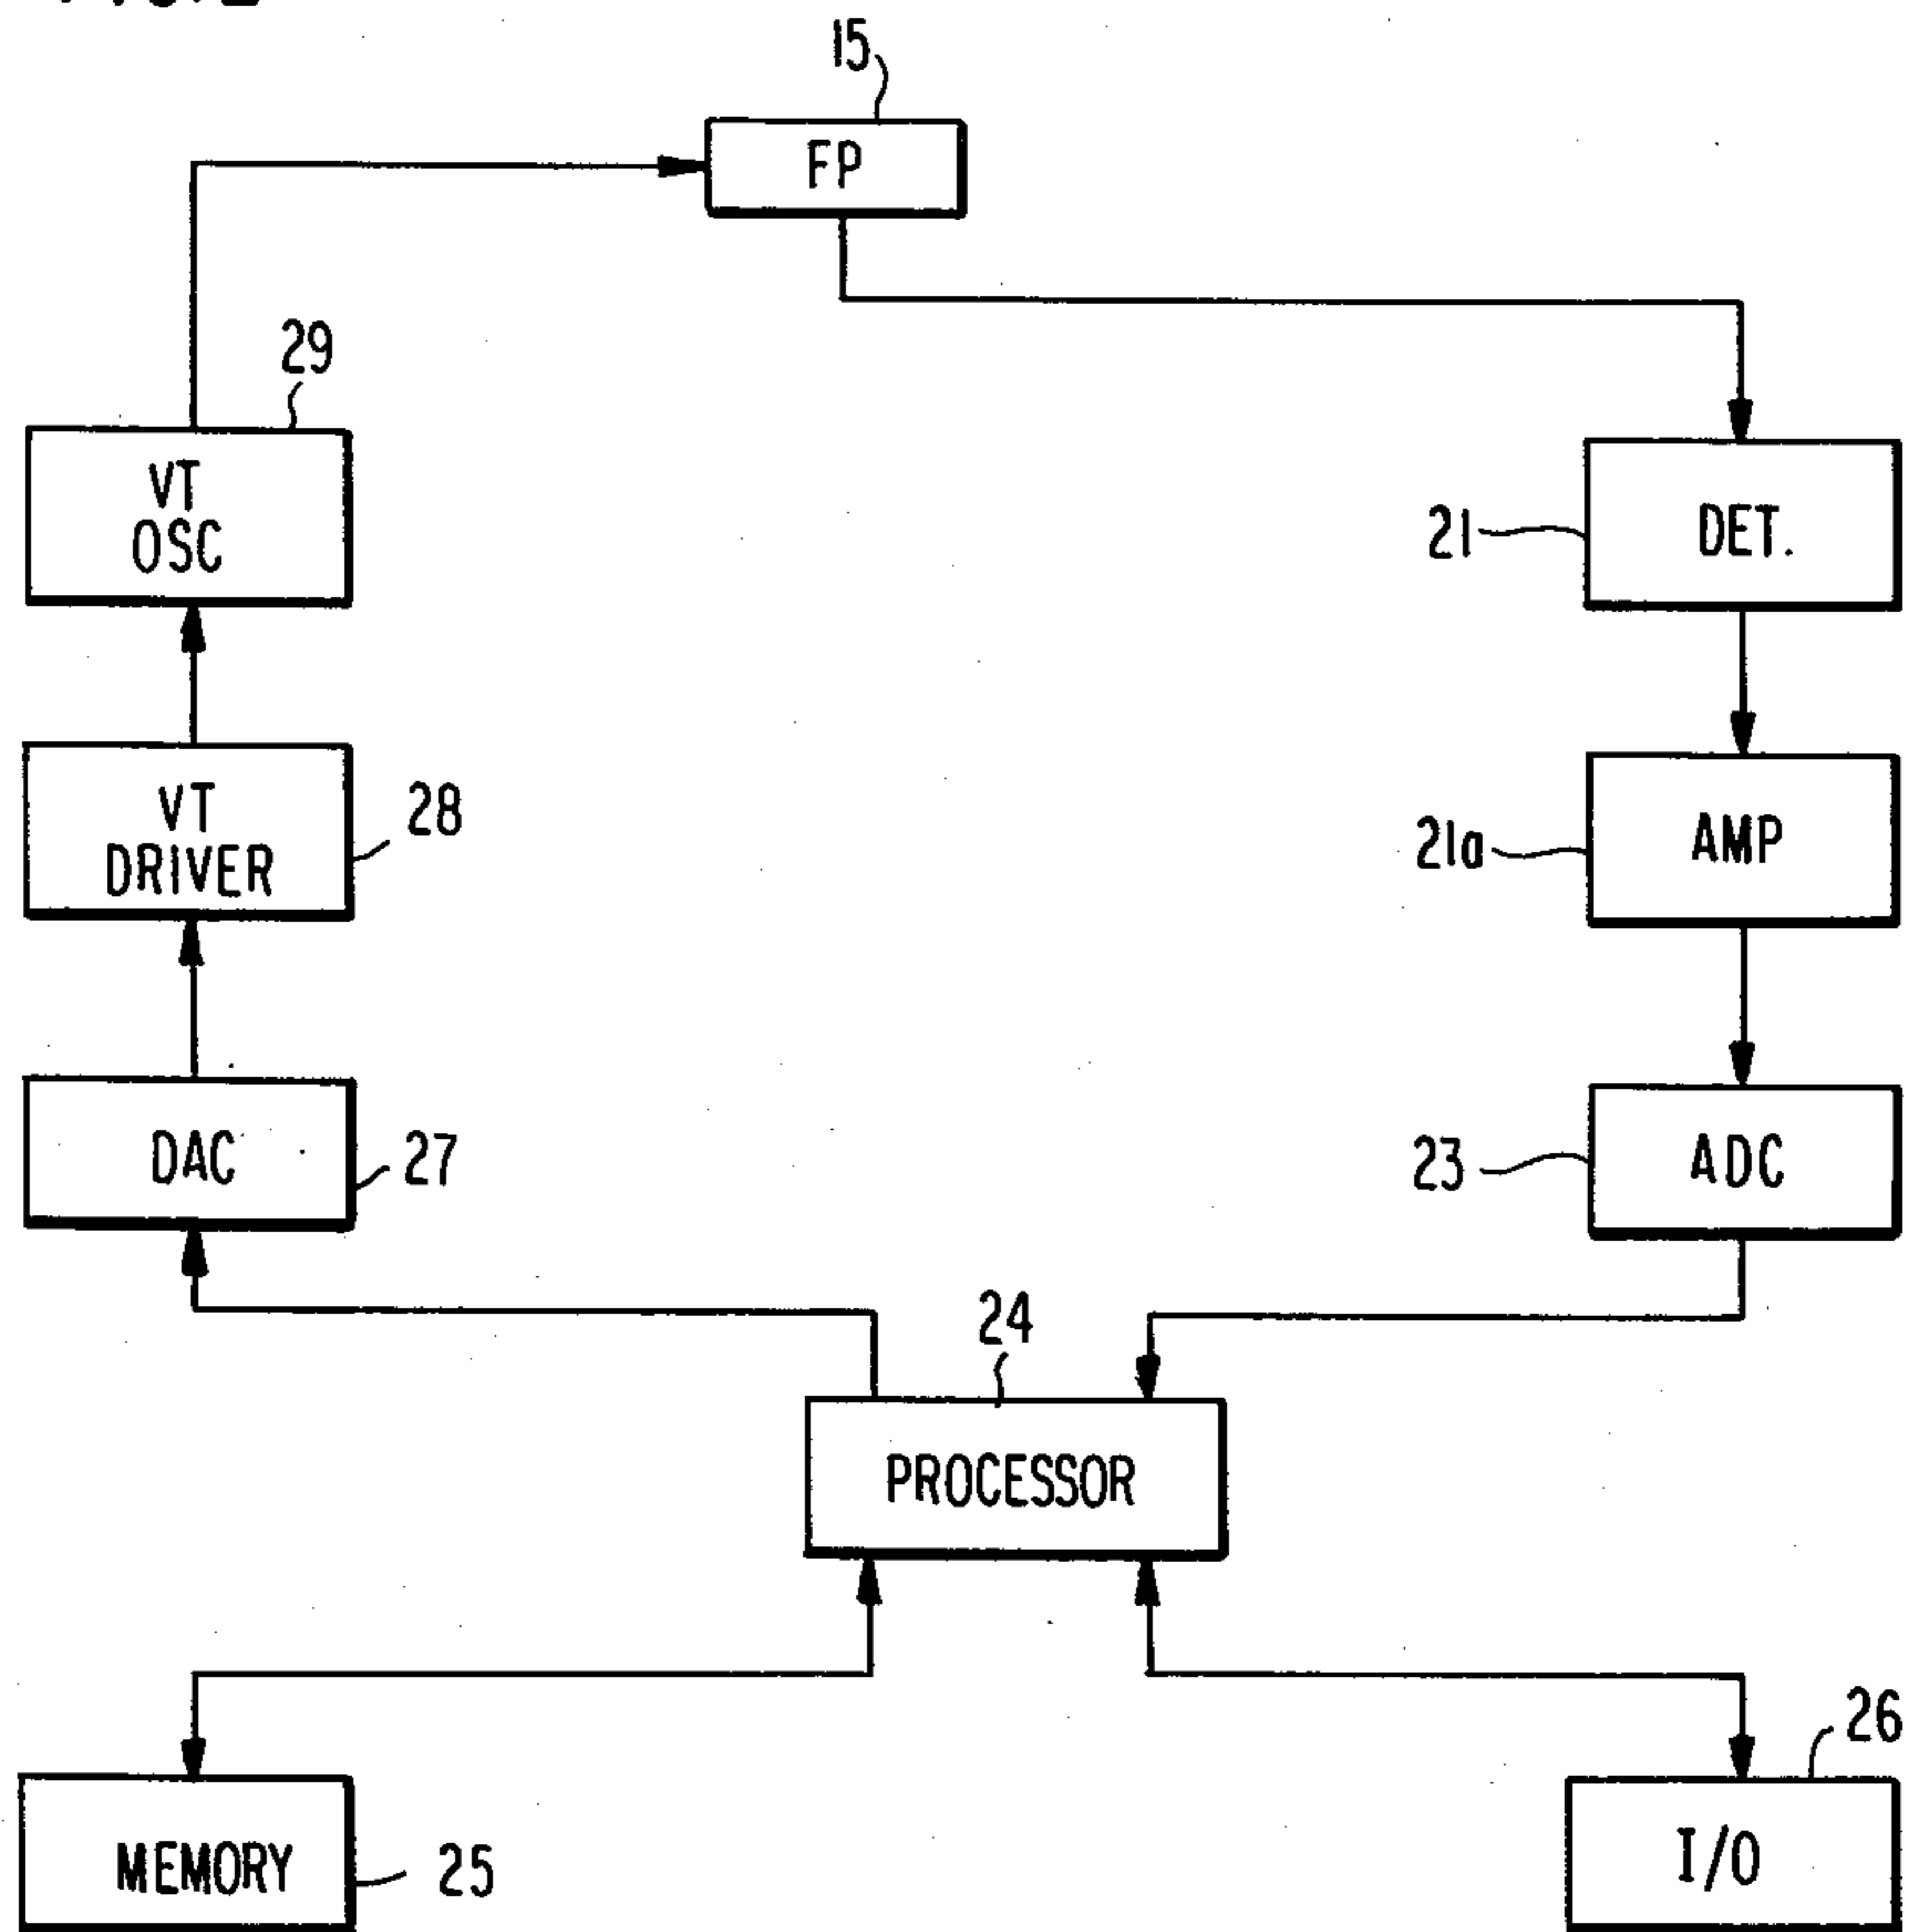 15
FP
29
VT
OSC
21
DET.
VT
DRIVER
28
21a
AMP
DAC
27
23
ADC
24
PROCESSOR
26
MEMORY
25
I/O